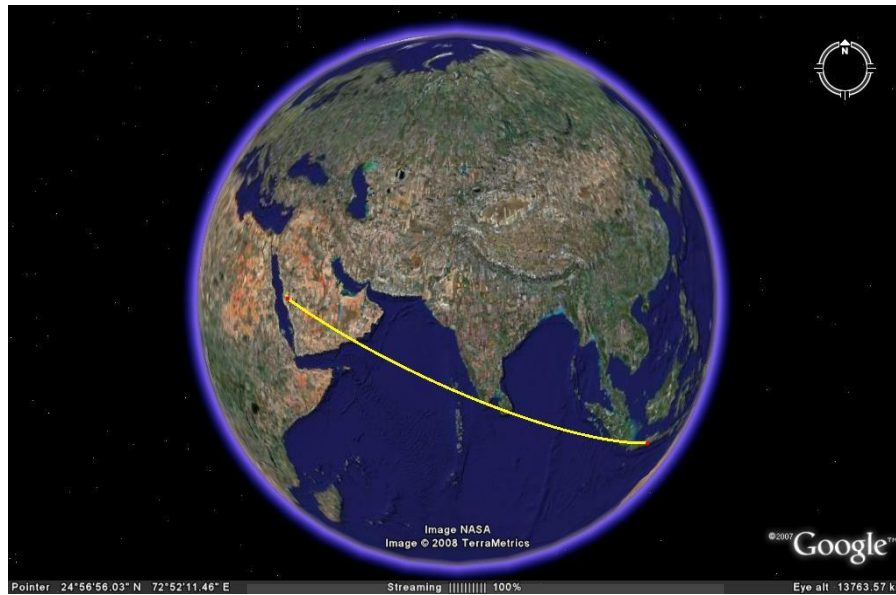 N
Image NASA
Image © 2008 TerraMetrics
©2007 Google™
Pointer 24°56'56.03" N 72°52'11.46" E Streaming |||||||||| 100% Eye alt 13763.57 k